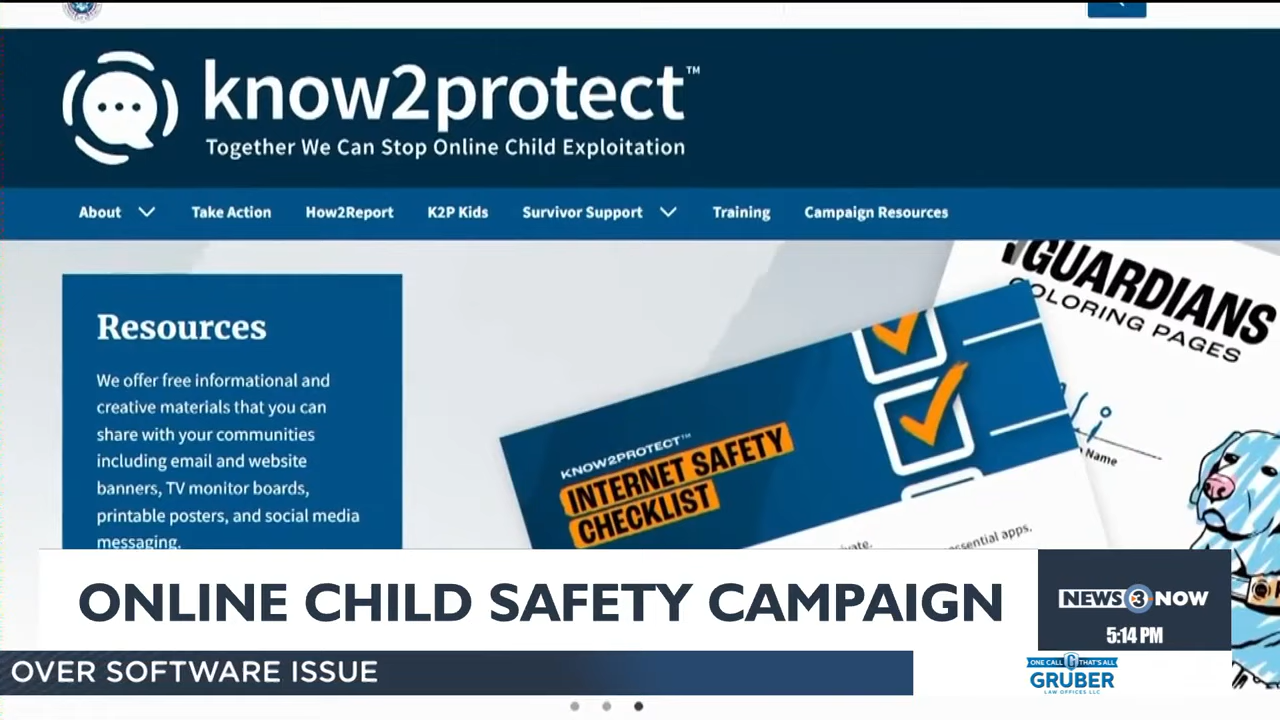 know2protect™
Together We Can Stop Online Child Exploitation
About
Take Action
How2Report
K2P Kids
Survivor Support
Training
Campaign Resources
Resources
We offer free informational and
creative materials that you can
share with your communities
including email and website
banners, TV monitor boards,
printable posters, and social media
messaging.
KNOW2PROTECT™
INTERNET SAFETY
CHECKLIST
essential apps.
GUARDIANS
COLORING PAGES
Name
ONLINE CHILD SAFETY CAMPAIGN
NEWS 3 NOW
5:14 PM
OVER SOFTWARE ISSUE
ONE CALL G THAT'S ALL
GRUBER
LAW OFFICES LLC